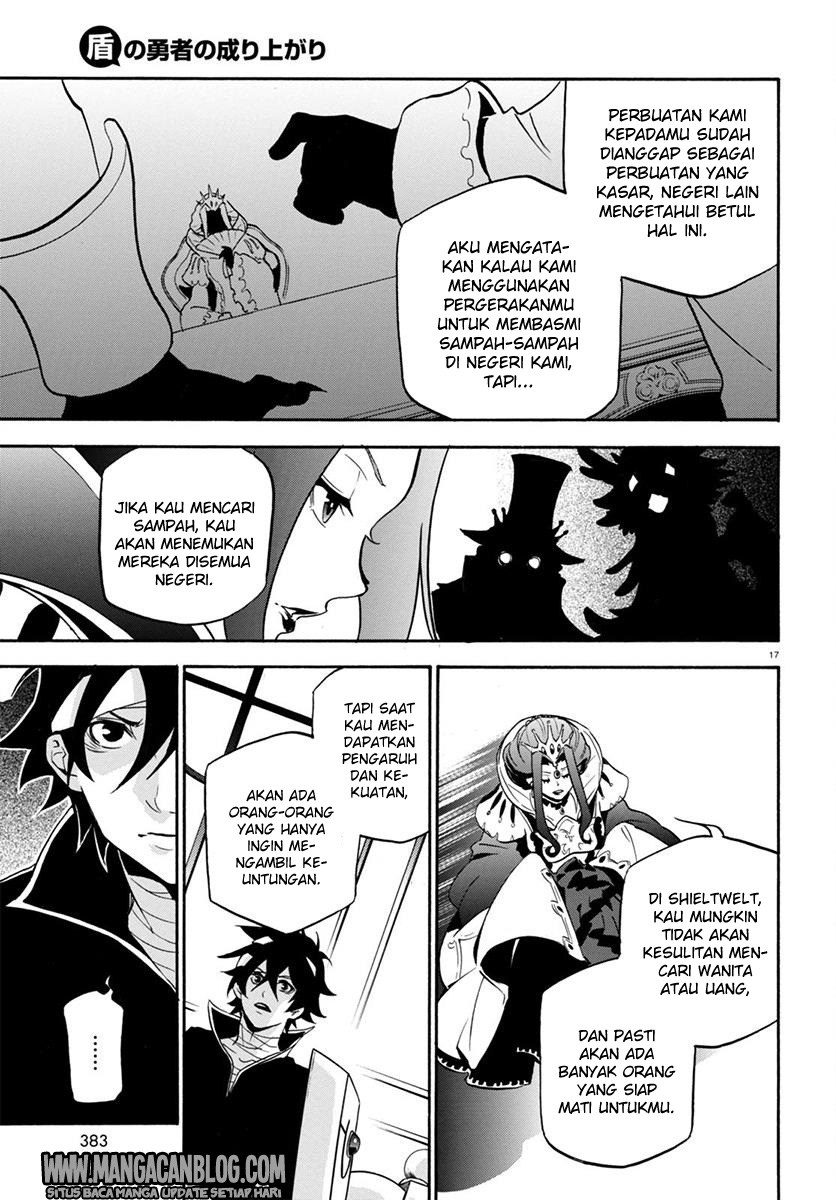 盾の勇者の成り上がり
PERBUATAN KAMI
KEPADAMU SUDAH
DIANGGAP SEBAGAI
PERBUATAN YANG
KASAR, NEGERI LAIN
MENGETAHUI BETUL
HAL INI.
AKU MENGATA-
KAN KALAU KAMI
MENGGUNAKAN
PERGERAKANMU
UNTUK MEMBASMI
SAMPAH-SAMPAH
DI NEGERI KAMI,
TAPI...
JIKA KAU MENCARI
SAMPAH, KAU
AKAN MENEMUKAN
MEREKA DISEMUA
NEGERI.
17
DI SHIELTWELT,
KAU MUNGKIN
TIDAK AKAN
KESULITAN MEN-
CARI WANITA
ATAU UANG,
DAN PASTI
AKAN ADA
BANYAK ORANG
YANG SIAP
MATI UNTUKMU.
TAPI SAAT
KAU MEN-
DAPATKAN
PENGARUH
DAN KE-
KUATAN,
AKAN ADA
ORANG-ORANG
YANG HANYA
INGIN ME-
NGAMBIL KE-
UNTUNGAN.
......
383
WWW.MANGACANBLOG.COM
SITUS BACA MANGA UPDATE SETIAP HARI